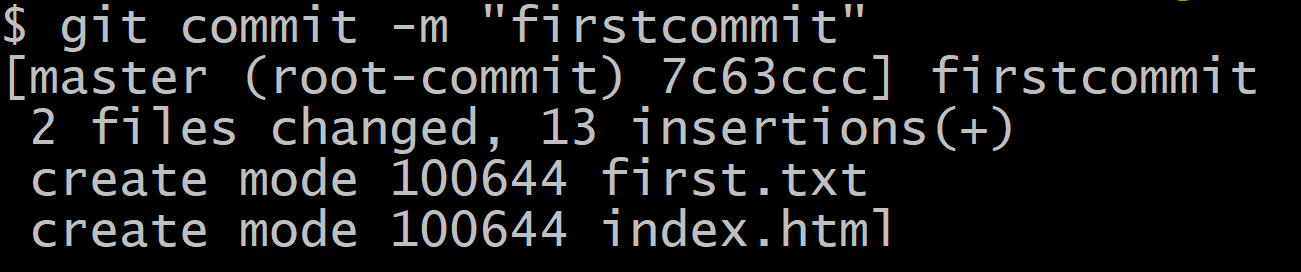 $ git commit -m "firstcommit"
[master (root-commit) 7c63ccc] firstcommit
 2 files changed, 13 insertions(+)
 create mode 100644 first.txt
 create mode 100644 index.html